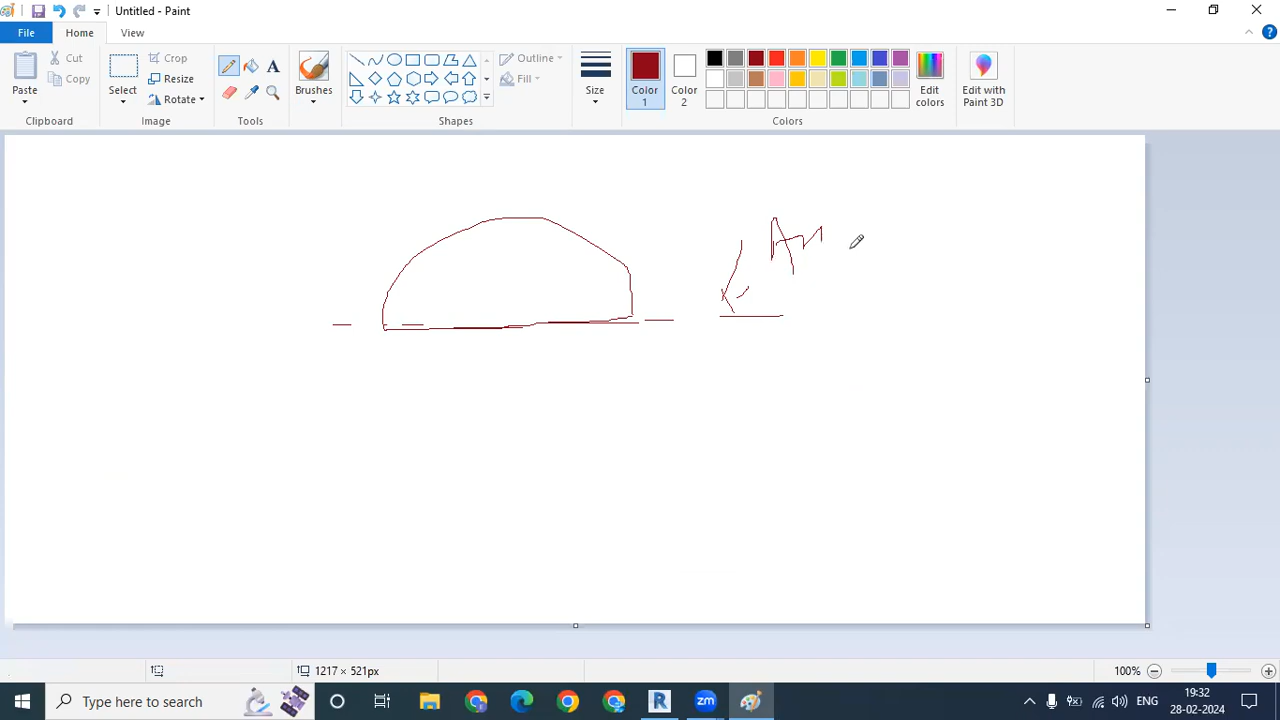 Untitled - Paint
File Home View
Paste Cut Copy
Clipboard
Select Crop Resize Rotate
Image
Tools
Brushes
Outline Fill
Shapes
Size
Color 1
Color 2
Edit colors
Colors
Edit with Paint 3D
1217 × 521px
100%
Type here to search
ENG
19:32
28-02-2024